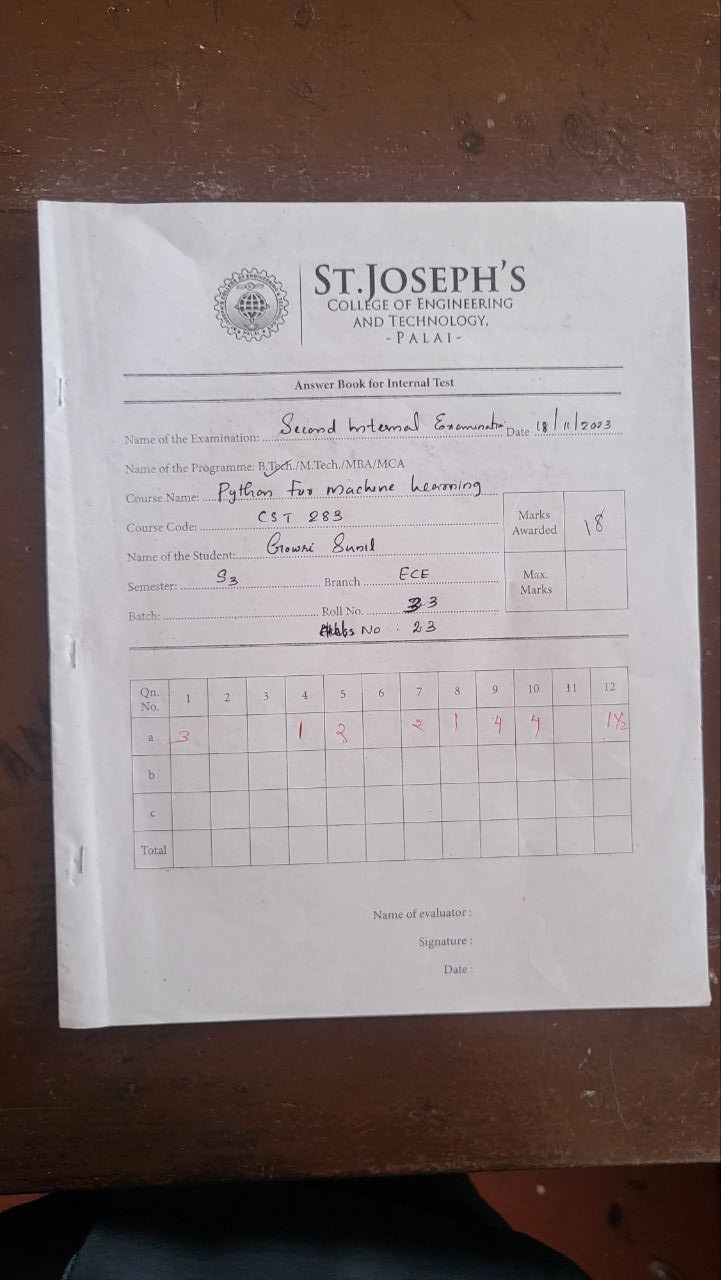 ST.JOSEPH'S
COLLEGE OF ENGINEERING
AND TECHNOLOGY,
- PALAI -
Answer Book for Internal Test
Name of the Examination: Second Internal Examination Date 18/11/2023
Name of the Programme: B.Tech./M.Tech./MBA/MCA
Course Name: Python for machine learning
Course Code: CST 283
Name of the Student: Gowri Sunil
Marks Awarded 18
Semester: S3 Branch ECE
Max. Marks
Batch: Roll No. 33
No : 23
Qn. No. 1 2 3 4 5 6 7 8 9 10 11 12
a 3 1 2 2 1 4 4 1½
b
c
Total
Name of evaluator :
Signature :
Date :